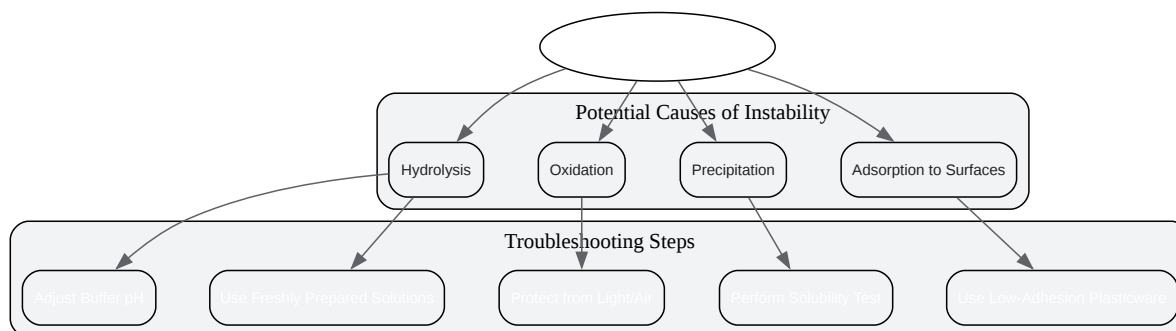 Potential Causes of Instability
Hydrolysis
Oxidation
Precipitation
Adsorption to Surfaces
Troubleshooting Steps
Adjust Buffer pH
Use Freshly Prepared Solutions
Protect from Light/Air
Perform Solubility Test
Use Low-Adhesion Plasticware